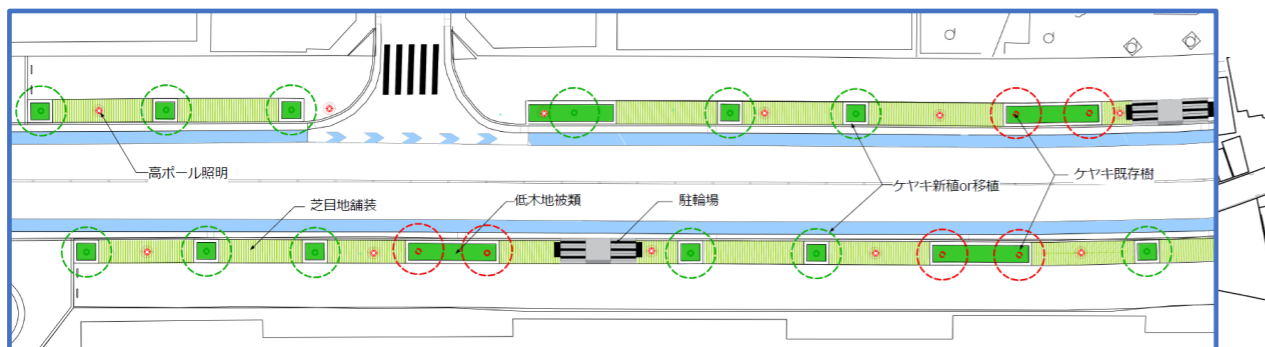 高ポール照明
ケヤキ新植or移植
ケヤキ既存樹
芝目地舗装
低木地被類
駐輪場